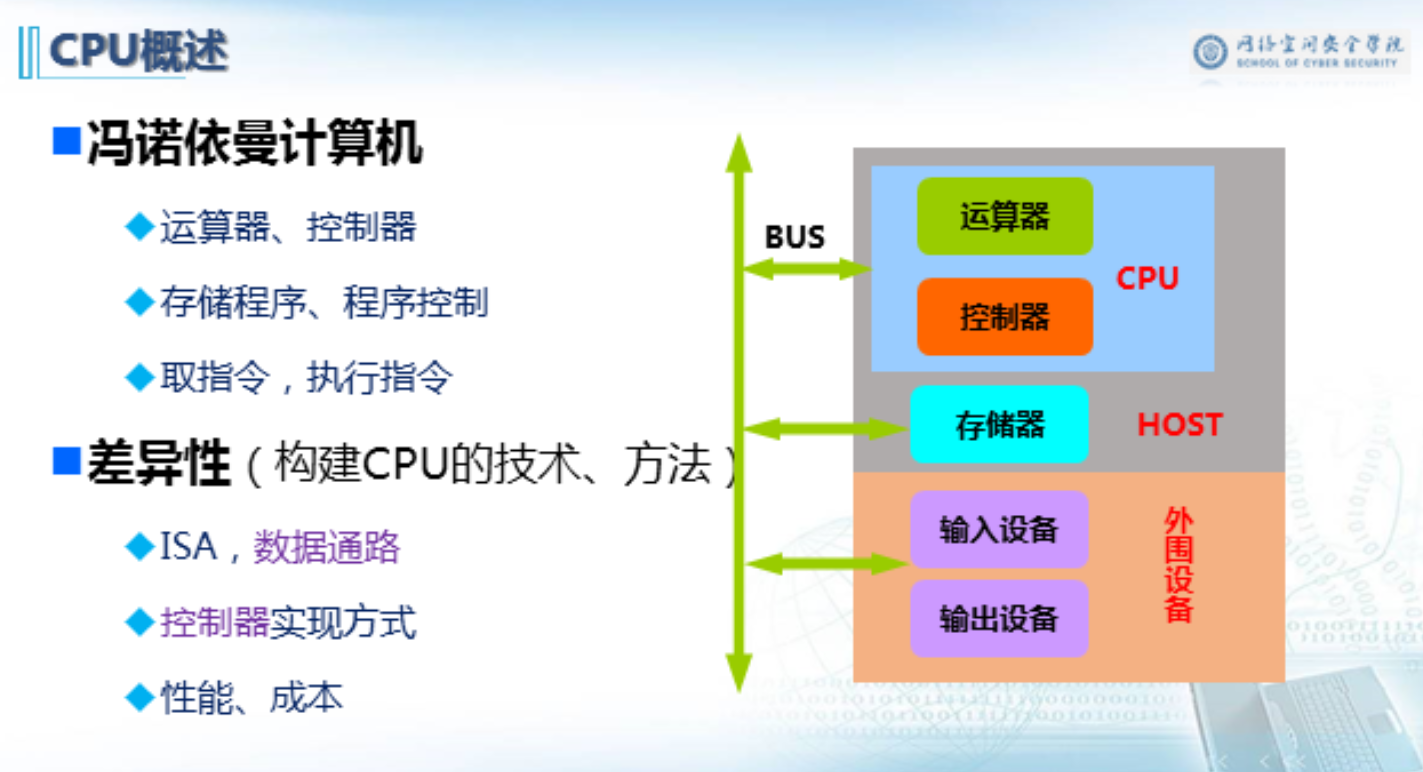 CPU概述
网络空间安全学院
SCHOOL OF CYBER SECURITY
冯诺依曼计算机
运算器、控制器
存储程序、程序控制
取指令，执行指令
差异性（构建CPU的技术、方法）
ISA，数据通路
控制器实现方式
性能、成本
BUS
运算器
控制器
CPU
存储器
HOST
输入设备
输出设备
外围设备